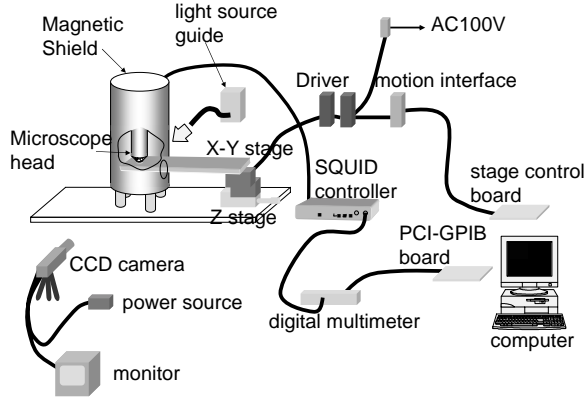 light source
guide
Magnetic
Shield
AC100V
Driver
motion interface
Microscope
head
X-Y stage
SQUID
controller
stage control
board
Z stage
PCI-GPIB
board
CCD camera
power source
digital multimeter
computer
monitor